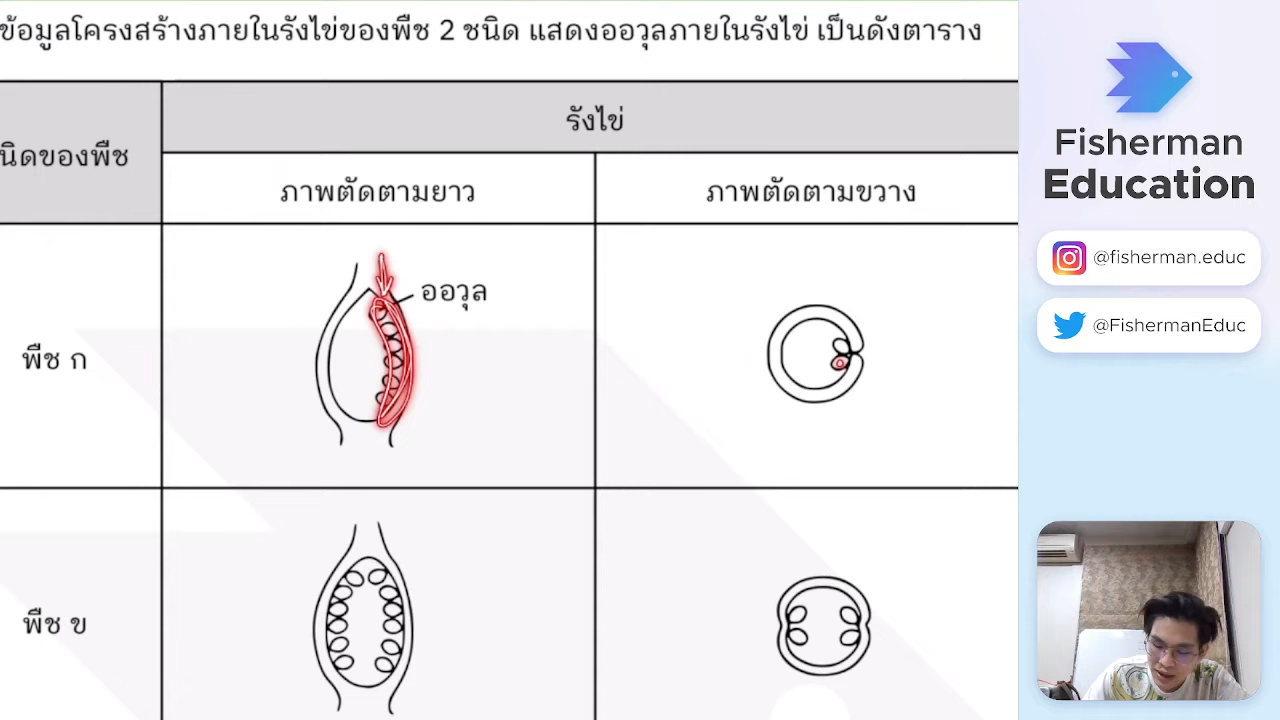 ข้อมูลโครงสร้างภายในรังไข่ของพืช 2 ชนิด แสดงออวุลภายในรังไข่ เป็นดังตาราง
นิดของพืช
รังไข่
ภาพตัดตามยาว
ภาพตัดตามขวาง
ออวุล
พืช ก
พืช ข
Fisherman
Education
@fisherman.educ
@FishermanEduc